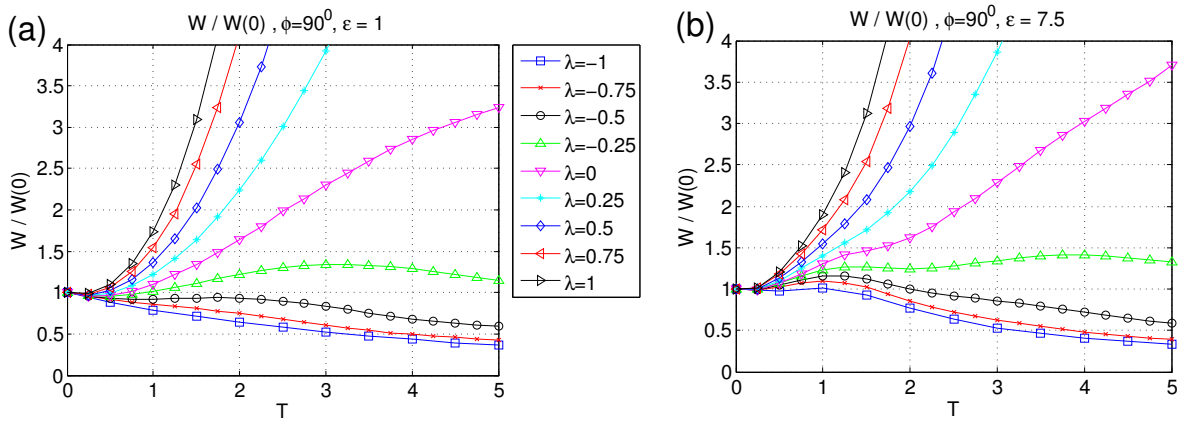 (a)
W / W(0) , ϕ=90⁰, ε = 1
4
3.5
3
2.5
2
1.5
1
0.5
0
W / W(0)
0 1 2 3 4 5
T
λ=−1
λ=−0.75
λ=−0.5
λ=−0.25
λ=0
λ=0.25
λ=0.5
λ=0.75
λ=1
(b)
W / W(0) , ϕ=90⁰, ε = 7.5
4
3.5
3
2.5
2
1.5
1
0.5
0
W / W(0)
0 1 2 3 4 5
T